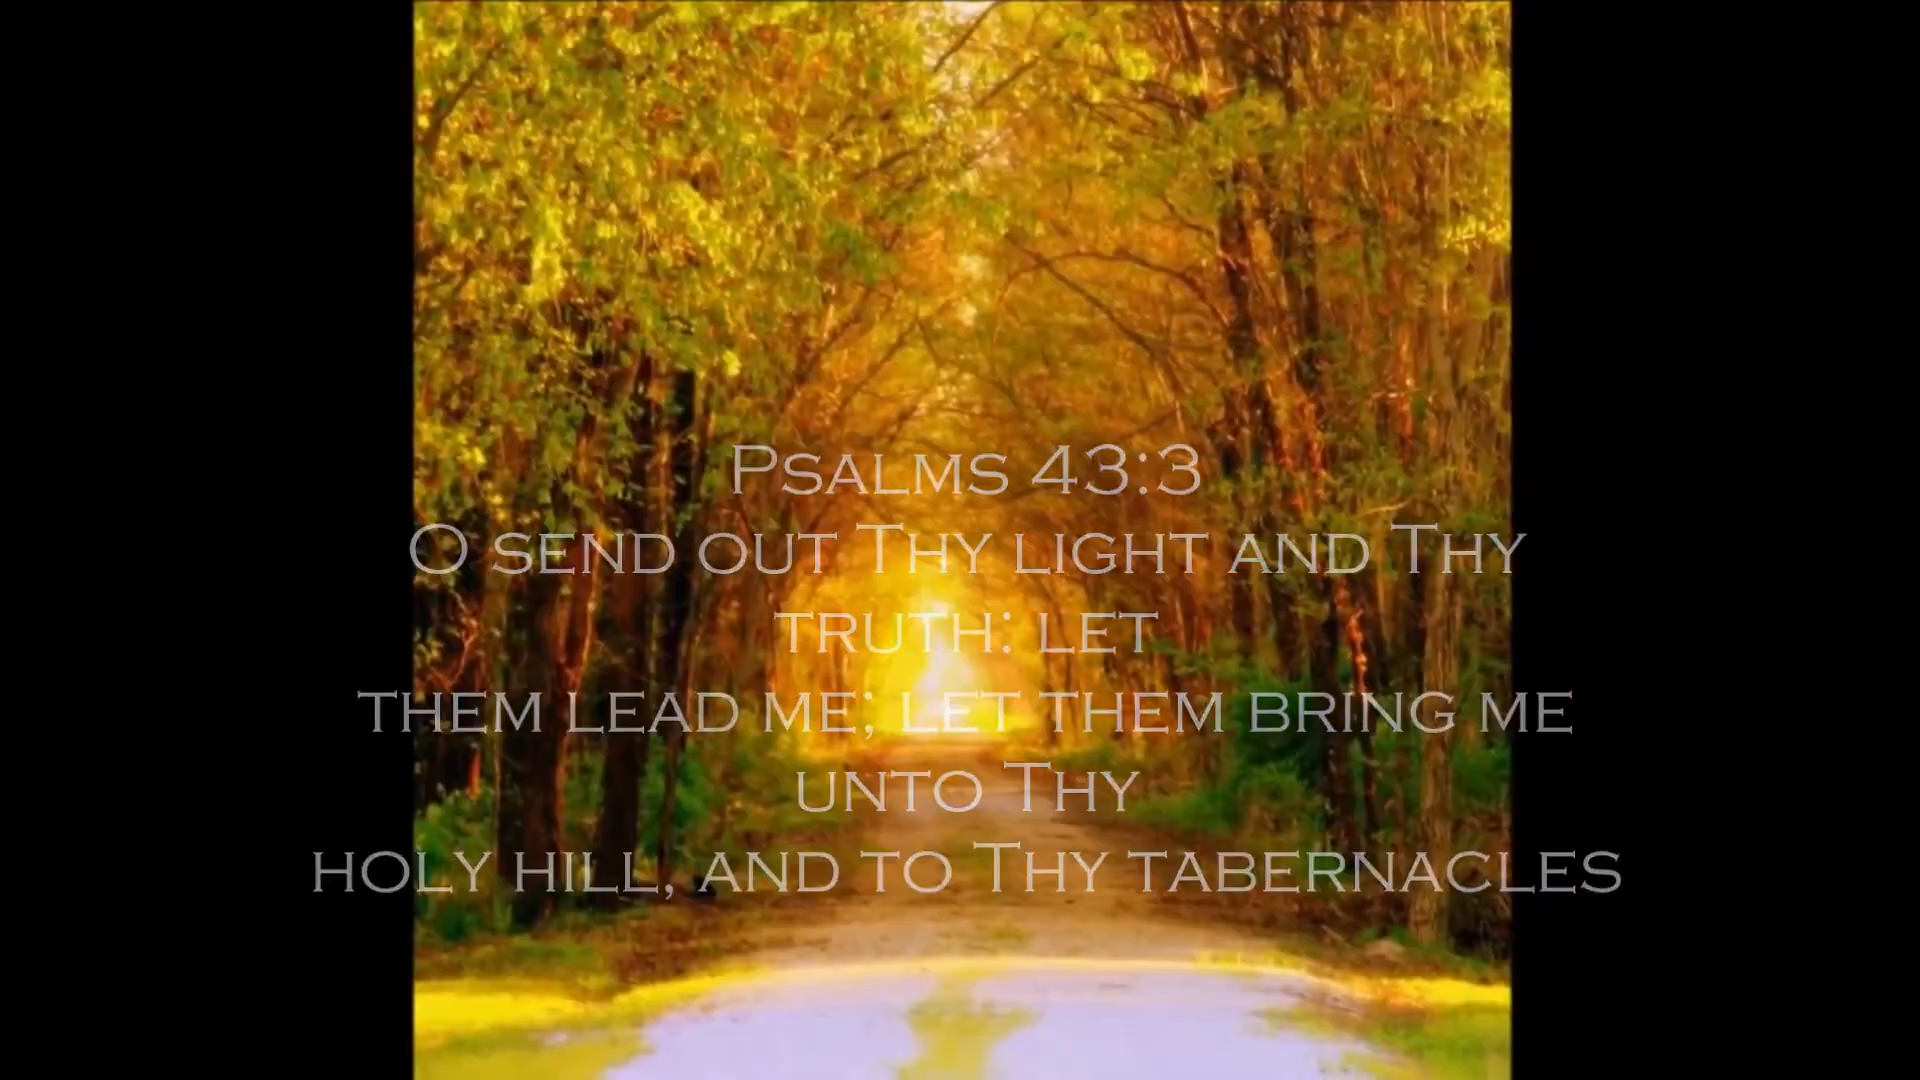 Psalms 43:3
O send out Thy light and Thy
truth: let
them lead me; let them bring me
unto Thy
holy hill, and to Thy tabernacles